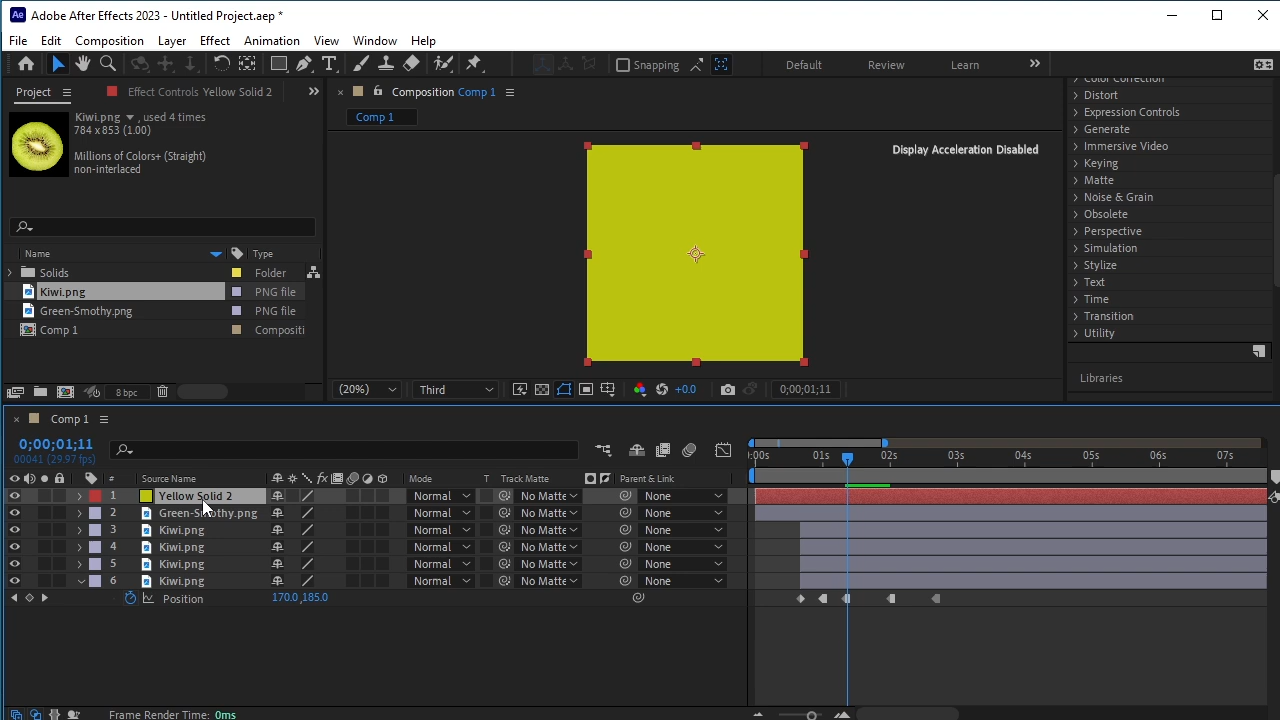 Ae Adobe After Effects 2023 - Untitled Project.aep *
File Edit Composition Layer Effect Animation View Window Help
Snapping Default Review Learn
Project Effect Controls Yellow Solid 2
Composition Comp 1
Comp 1
Kiwi.png , used 4 times
784 x 853 (1.00)
Millions of Colors+ (Straight)
non-interlaced
Name Type
Solids Folder
Kiwi.png PNG file
Green-Smothy.png PNG file
Comp 1 Compositi
8 bpc
Display Acceleration Disabled
(20%) Third +0.0 0;00;01;11
Color Correction
Distort
Expression Controls
Generate
Immersive Video
Keying
Matte
Noise & Grain
Obsolete
Perspective
Simulation
Stylize
Text
Time
Transition
Utility
Libraries
Comp 1
0;00;01;11
00041 (29.97 fps)
:00s 01s 02s 03s 04s 05s 06s 07s
# Source Name fx Mode T Track Matte Parent & Link
1 Yellow Solid 2 Normal No Matte None
2 Green-Smothy.png Normal No Matte None
3 Kiwi.png Normal No Matte None
4 Kiwi.png Normal No Matte None
5 Kiwi.png Normal No Matte None
6 Kiwi.png Normal No Matte None
Position 170.0,185.0
Frame Render Time: 0ms